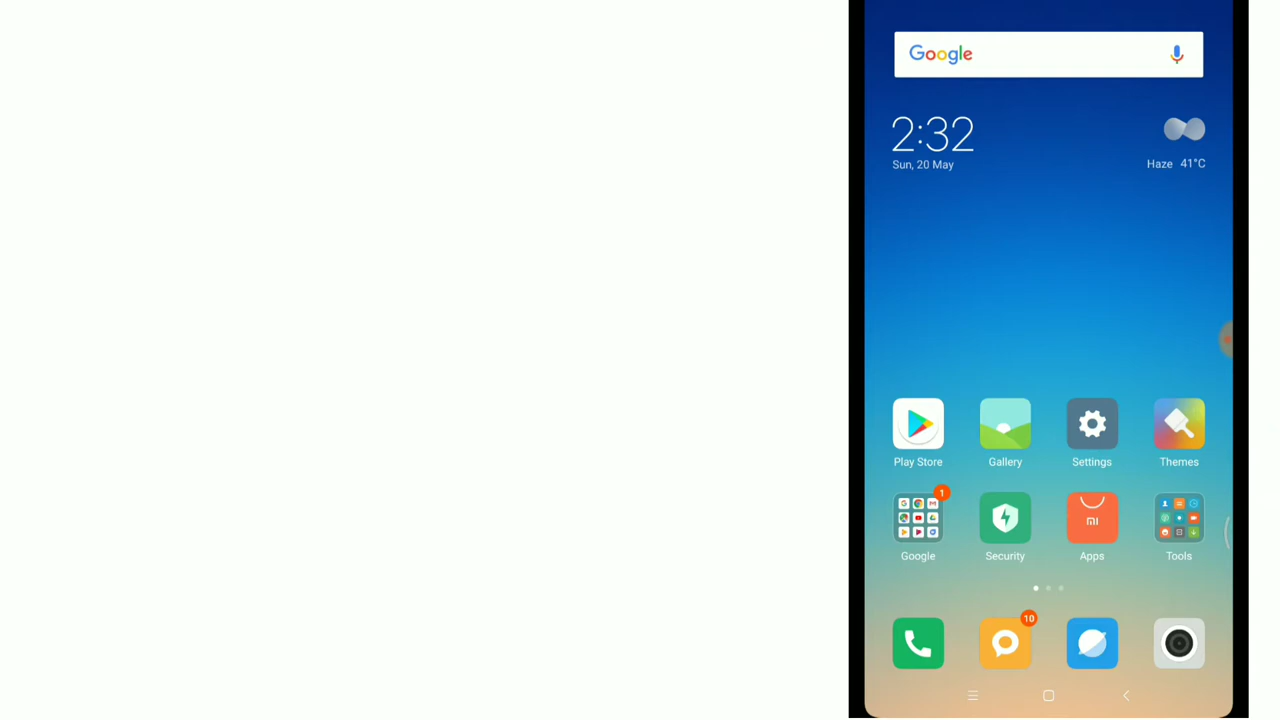 Google
2:32
Sun, 20 May
Haze 41°C
Play Store Gallery Settings Themes
1
mi
Google Security Apps Tools
10